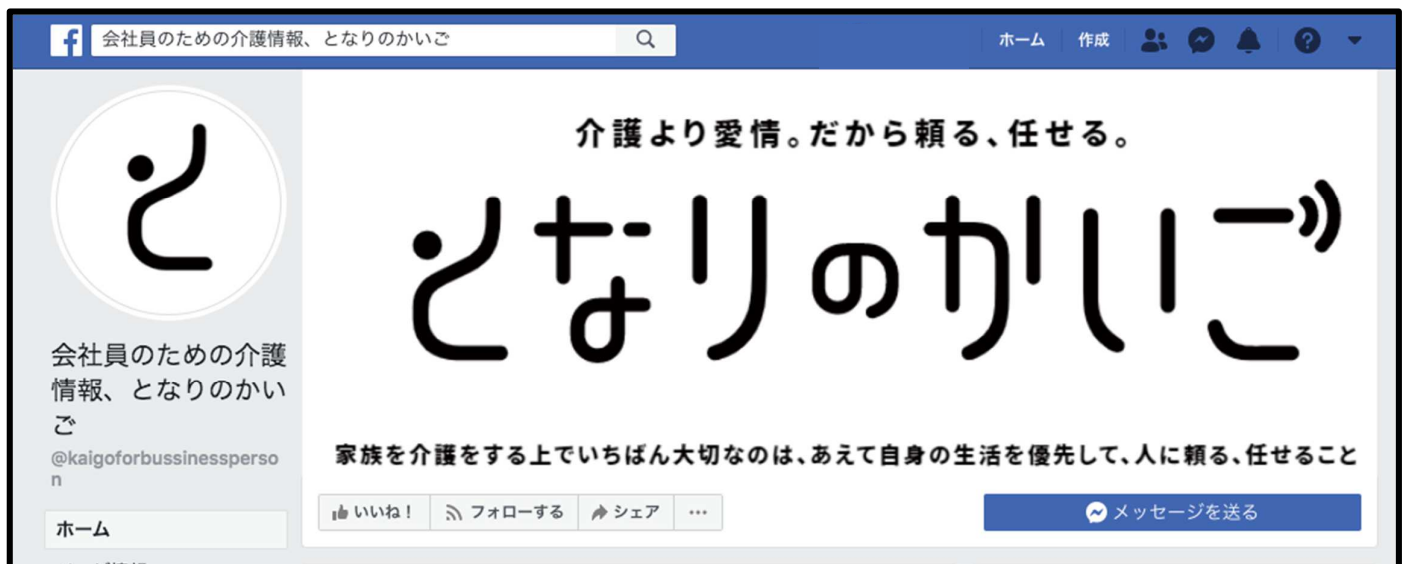 会社員のための介護情報、となりのかいご
ホーム
作成
介護より愛情。だから頼る、任せる。
となりのかいご
会社員のための介護
情報、となりのかい
ご
@kaigoforbussinessperso
n
家族を介護をする上でいちばん大切なのは、あえて自身の生活を優先して、人に頼る、任せること
いいね！
フォローする
シェア
...
メッセージを送る
ホーム